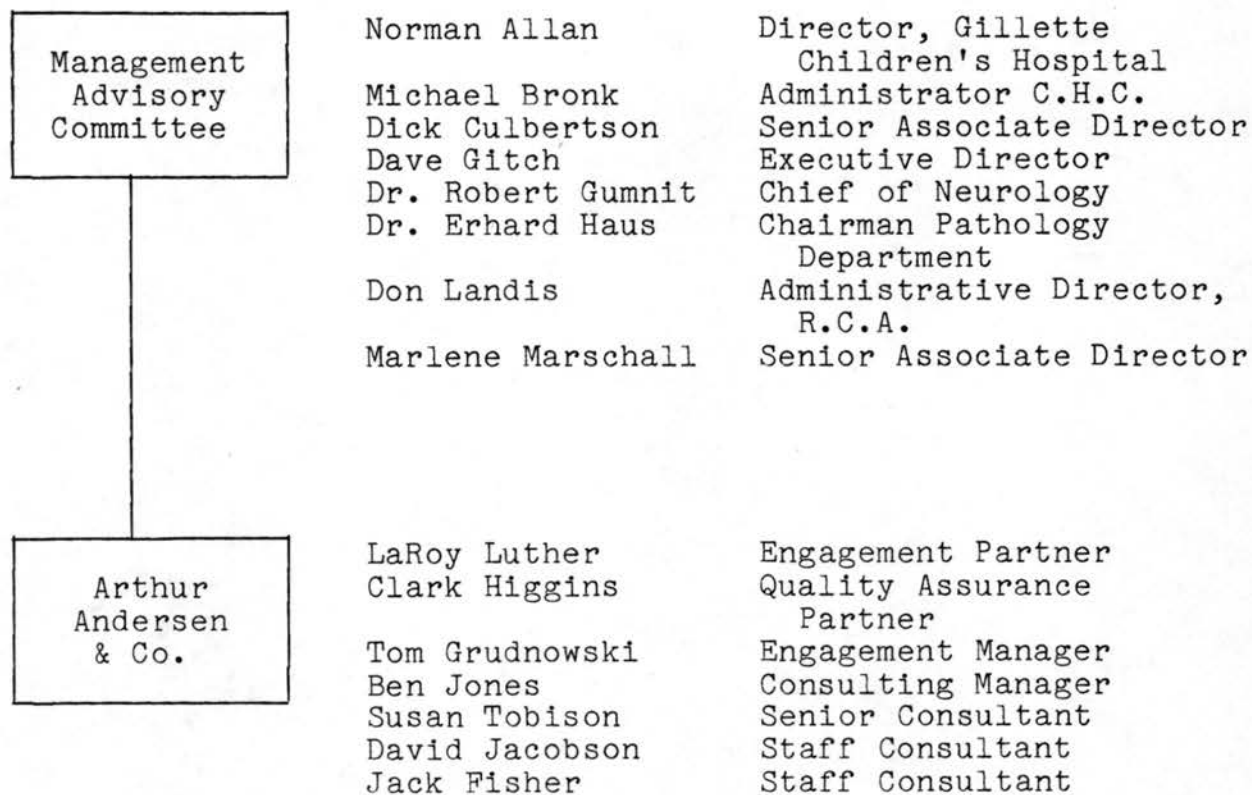 Management
Advisory
Committee
Norman Allan Director, Gillette
Children's Hospital
Michael Bronk Administrator C.H.C.
Dick Culbertson Senior Associate Director
Dave Gitch Executive Director
Dr. Robert Gumnit Chief of Neurology
Dr. Erhard Haus Chairman Pathology
Department
Don Landis Administrative Director,
R.C.A.
Marlene Marschall Senior Associate Director
Arthur
Andersen
& Co.
LaRoy Luther Engagement Partner
Clark Higgins Quality Assurance
Partner
Tom Grudnowski Engagement Manager
Ben Jones Consulting Manager
Susan Tobison Senior Consultant
David Jacobson Staff Consultant
Jack Fisher Staff Consultant